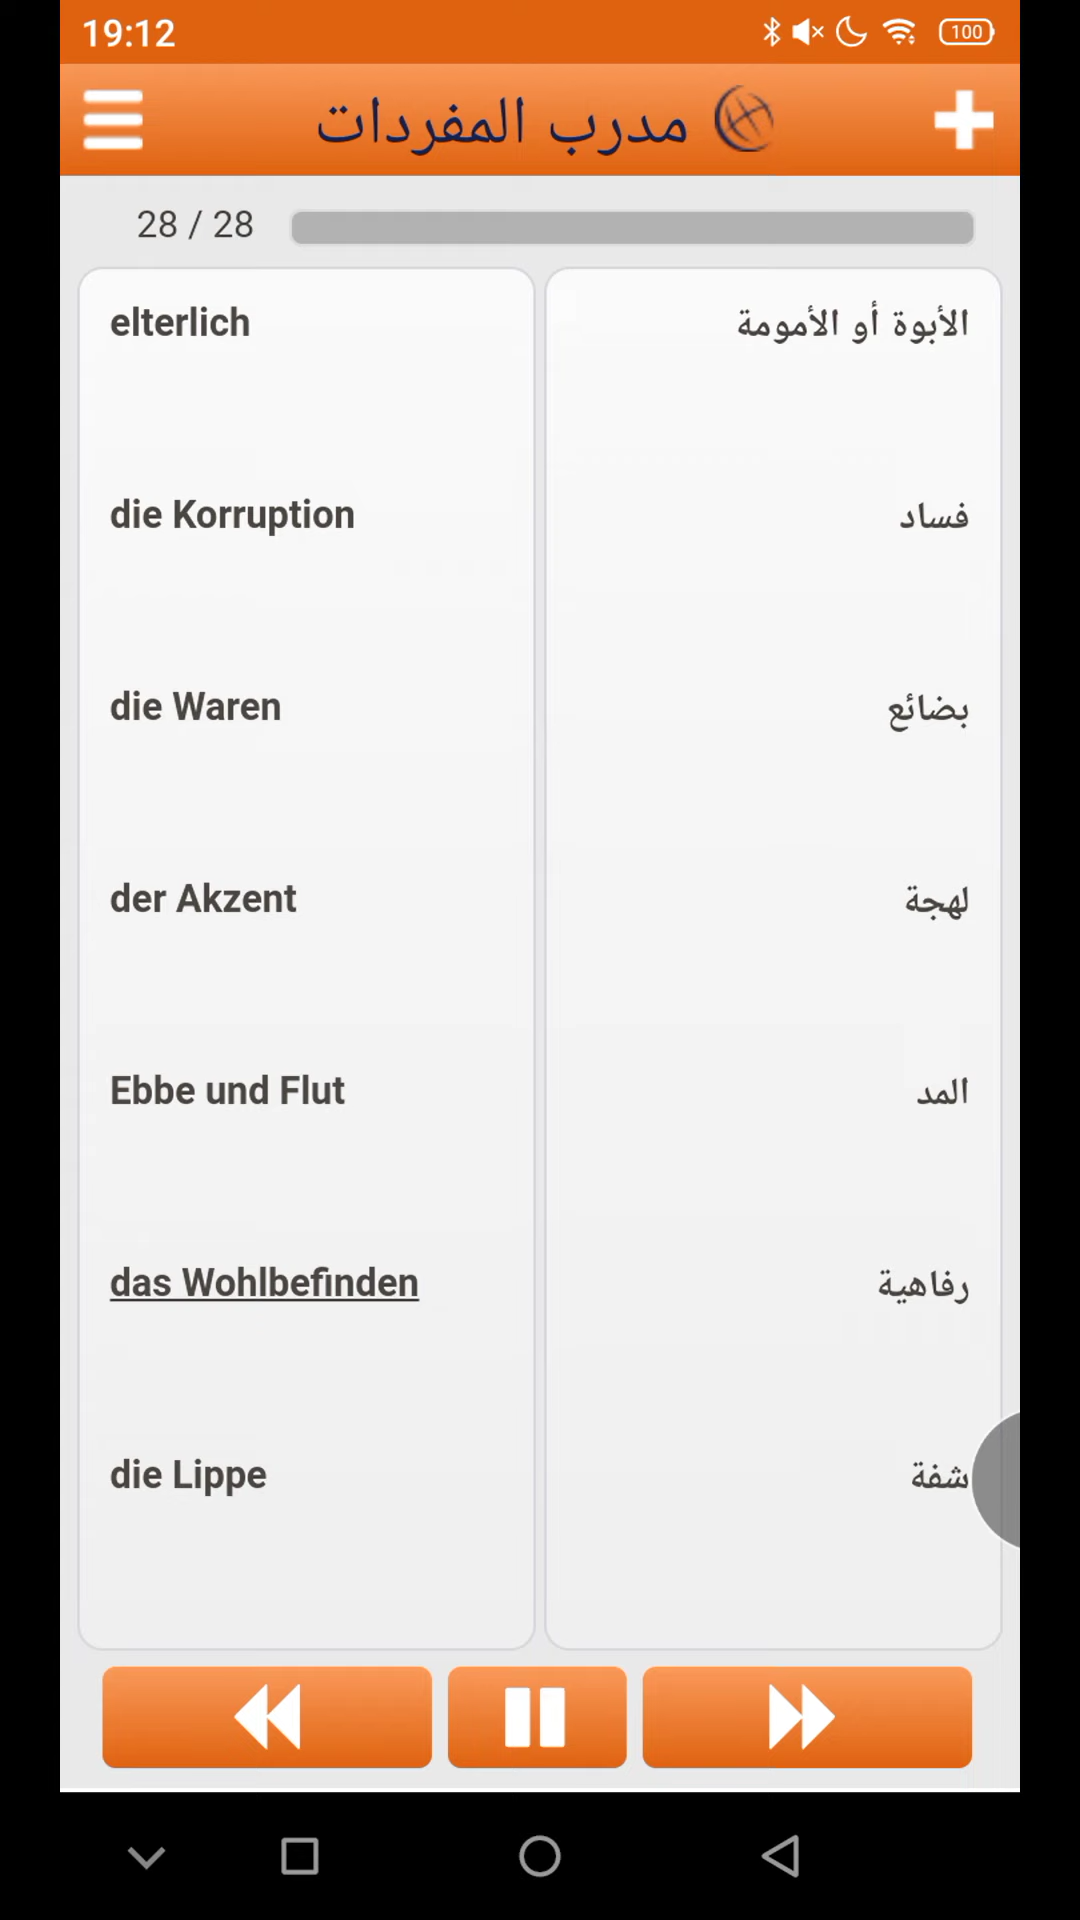 19:12
100
مدرب المفردات
28 / 28
elterlich
الأبوة أو الأمومة
die Korruption
فساد
die Waren
بضائع
der Akzent
لهجة
Ebbe und Flut
المد
das Wohlbefinden
رفاهية
die Lippe
شفة